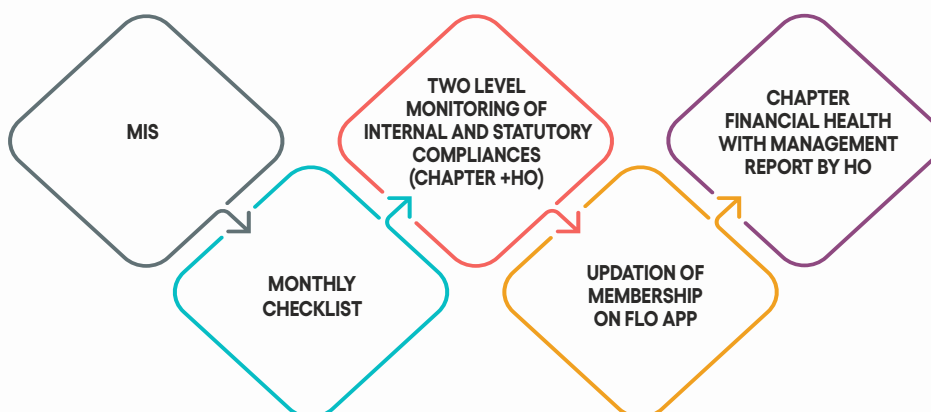 MIS
MONTHLY
CHECKLIST
TWO LEVEL
MONITORING OF
INTERNAL AND STATUTORY
COMPLIANCES
(CHAPTER +HO)
UPDATION OF
MEMBERSHIP
ON FLO APP
CHAPTER
FINANCIAL HEALTH
WITH MANAGEMENT
REPORT BY HO